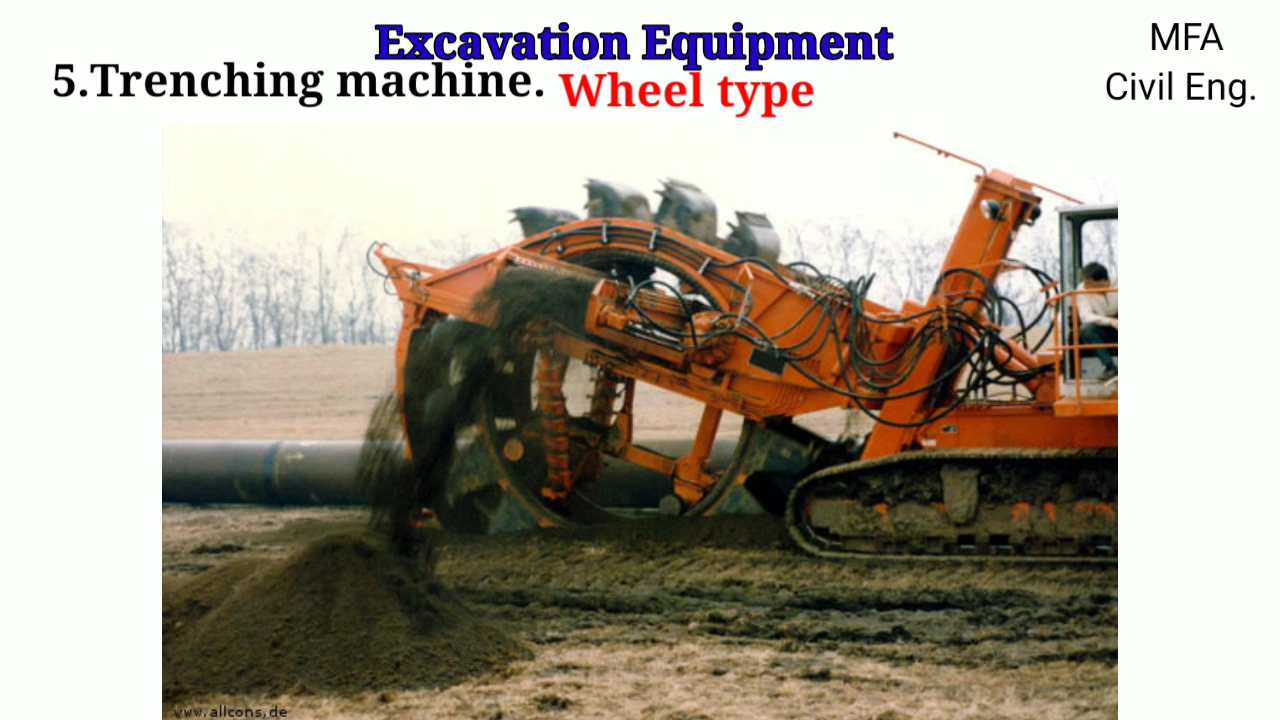 Excavation Equipment
MFA
5.Trenching machine. Wheel type
Civil Eng.
www.allcons.de